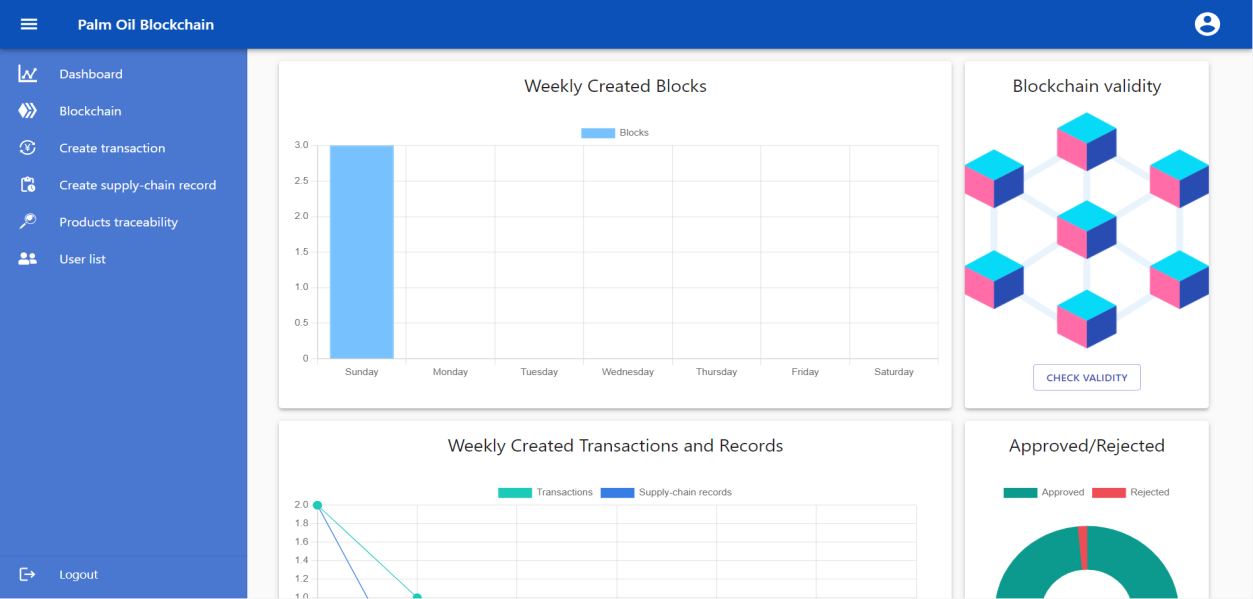 Palm Oil Blockchain
Dashboard
Blockchain
Create transaction
Create supply-chain record
Products traceability
User list
Logout
Weekly Created Blocks
Blocks
3.0
2.5
2.0
1.5
1.0
0.5
0
Sunday Monday Tuesday Wednesday Thursday Friday Saturday
Blockchain validity
CHECK VALIDITY
Weekly Created Transactions and Records
Transactions Supply-chain records
2.0
1.8
1.6
1.4
1.2
1.0
Approved/Rejected
Approved Rejected